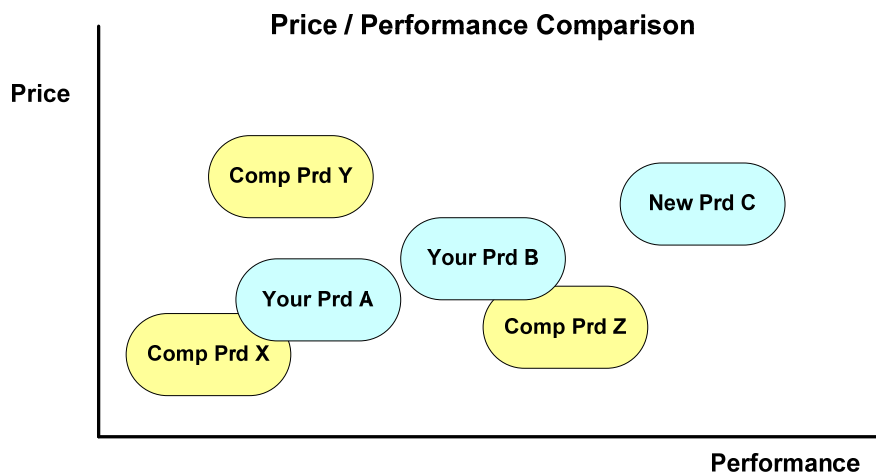 Price / Performance Comparison
Price
Comp Prd Y
New Prd C
Your Prd B
Your Prd A
Comp Prd Z
Comp Prd X
Performance